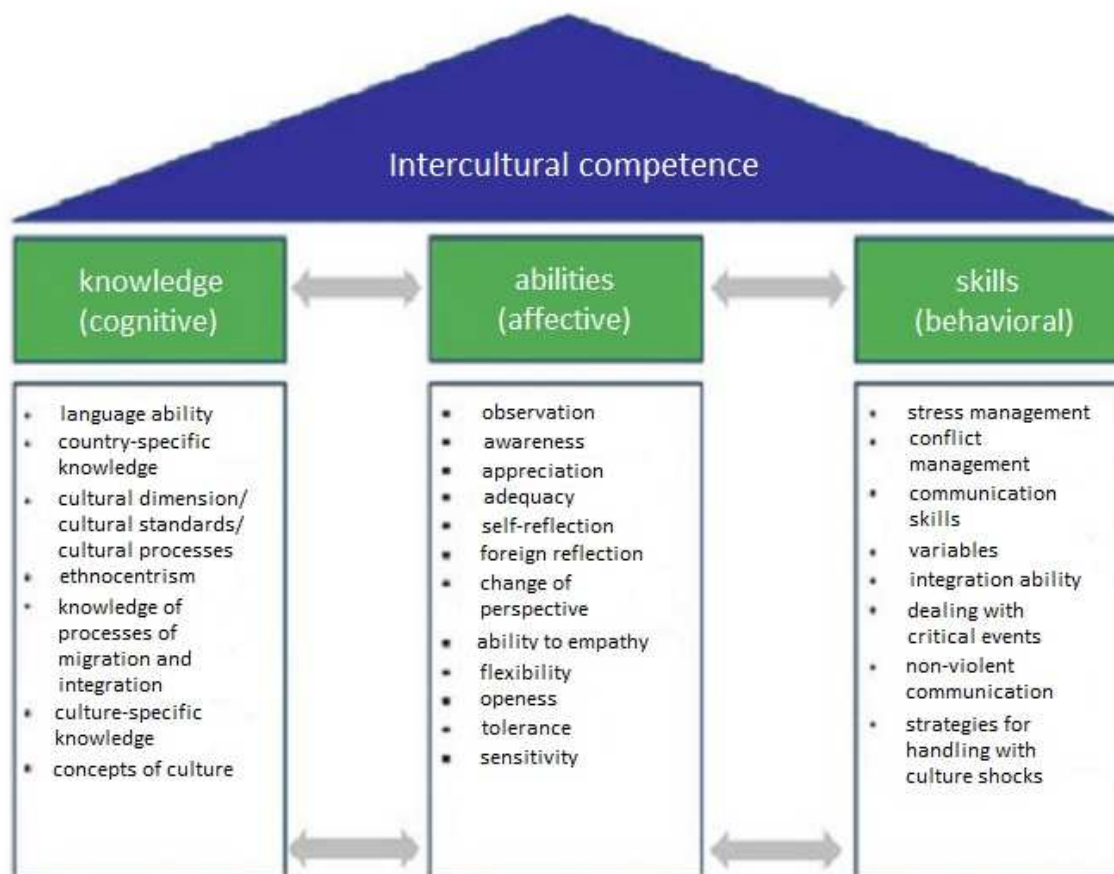 Intercultural competence
knowledge
(cognitive)
abilities
(affective)
skills
(behavioral)
language ability
country-specific
knowledge
cultural dimension/
cultural standards/
cultural processes
ethnocentrism
knowledge of
processes of
migration and
integration
culture-specific
knowledge
concepts of culture
observation
awareness
appreciation
adequacy
self-reflection
foreign reflection
change of
perspective
ability to empathy
flexibility
openess
tolerance
sensitivity
stress management
conflict
management
communication
skills
variables
integration ability
dealing with
critical events
non-violent
communication
strategies for
handling with
culture shocks